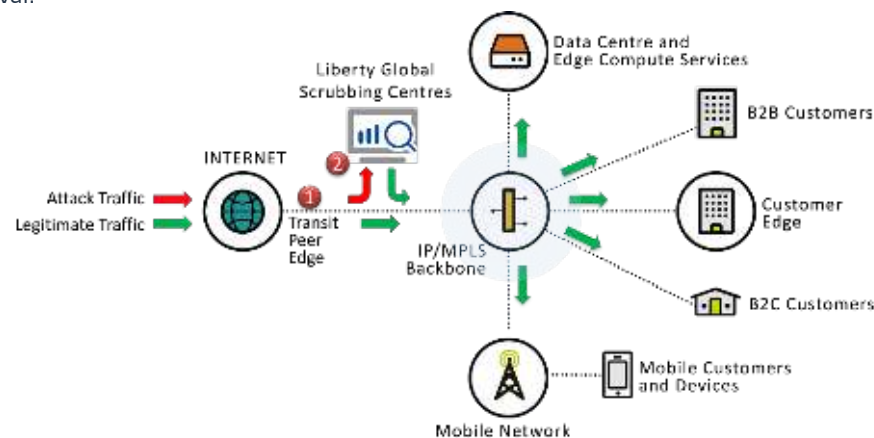 Data Centre and
Edge Compute Services
Liberty Global
Scrubbing Centres
B2B Customers
2
INTERNET
1
Attack Traffic
Legitimate Traffic
Transit
Peer
Edge
Customer
Edge
IP/MPLS
Backbone
B2C Customers
Mobile Customers
and Devices
Mobile Network